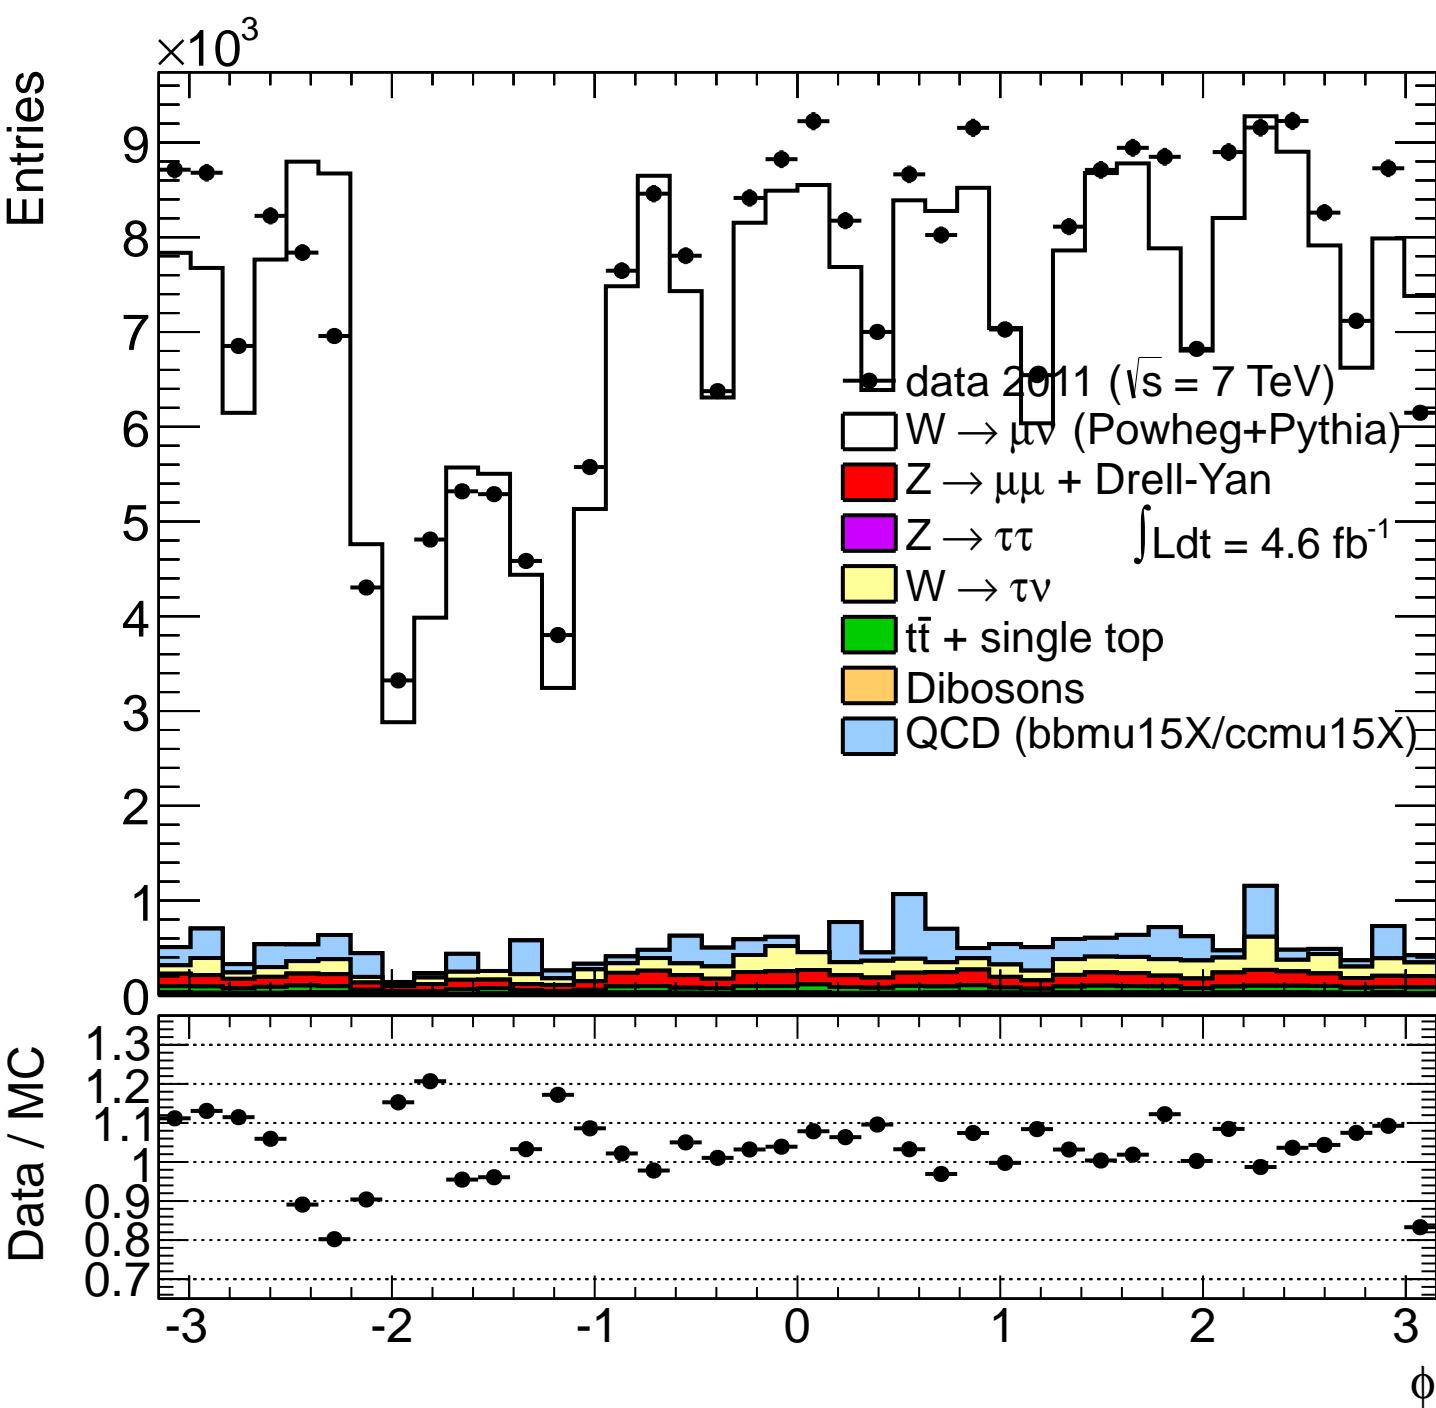 ×10³
Entries
9
8
7
6
5
4
3
2
1
0
data 2011 (√s = 7 TeV)
W → μν (Powheg+Pythia)
Z → μμ + Drell-Yan
Z → ττ
∫Ldt = 4.6 fb⁻¹
W → τν
tt̄ + single top
Dibosons
QCD (bbmu15X/ccmu15X)
Data / MC
1.3
1.2
1.1
1
0.9
0.8
0.7
-3 -2 -1 0 1 2 3
ϕ